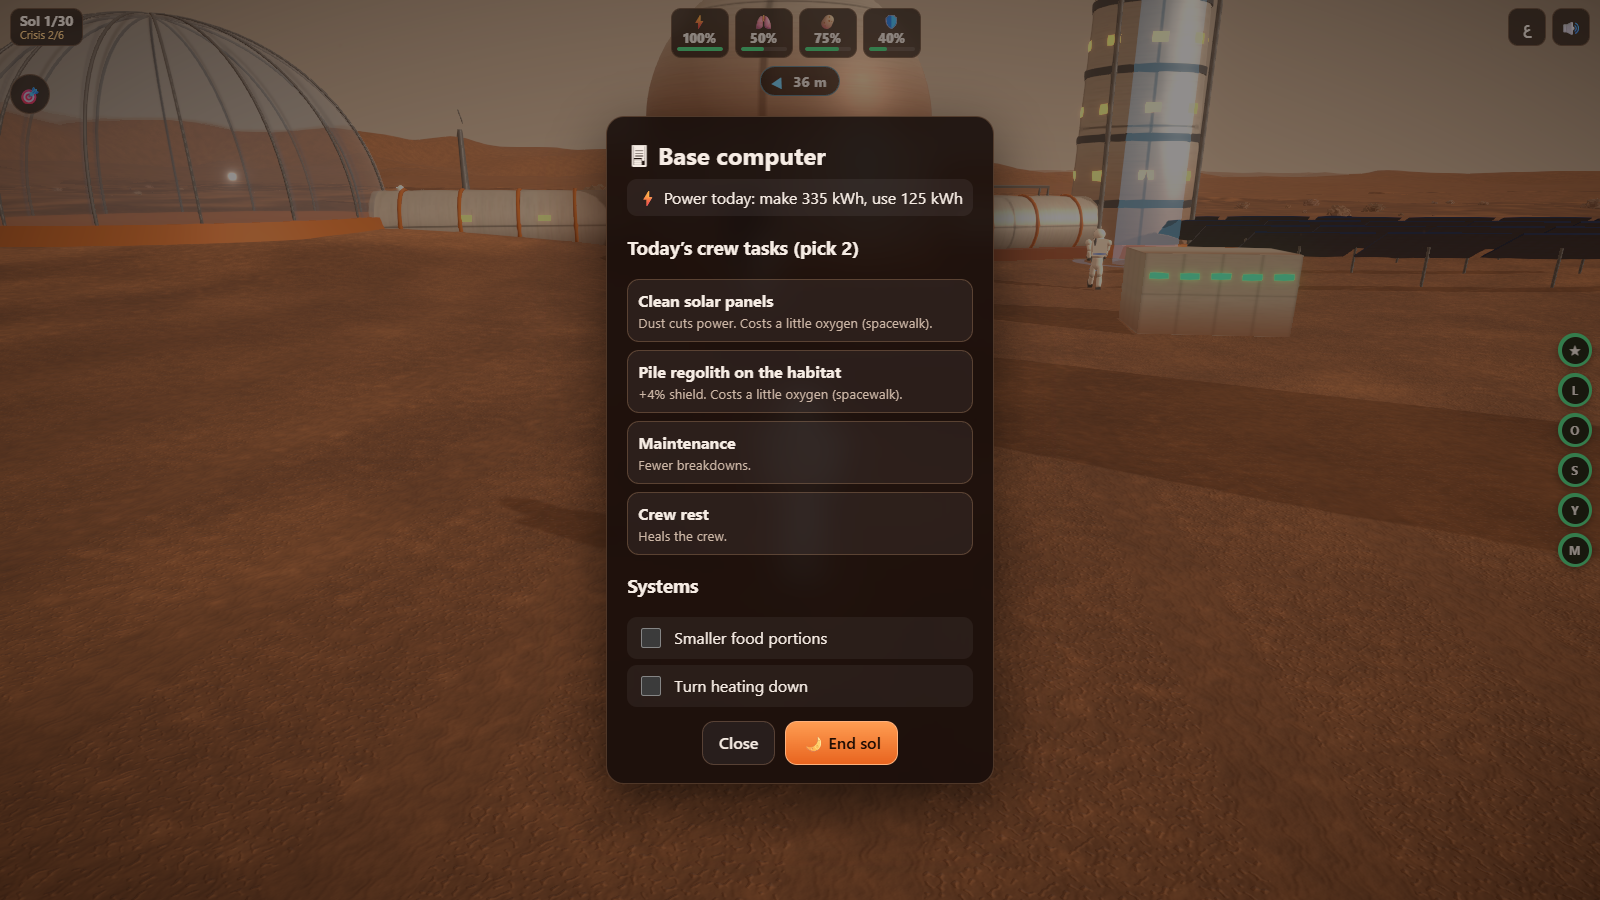 Sol 1/30
Crisis 2/6
100%
50%
75%
40%
36 m
ع
Base computer
Power today: make 335 kWh, use 125 kWh
Today’s crew tasks (pick 2)
Clean solar panels
Dust cuts power. Costs a little oxygen (spacewalk).
Pile regolith on the habitat
+4% shield. Costs a little oxygen (spacewalk).
Maintenance
Fewer breakdowns.
Crew rest
Heals the crew.
Systems
Smaller food portions
Turn heating down
Close
End sol
L
O
S
Y
M